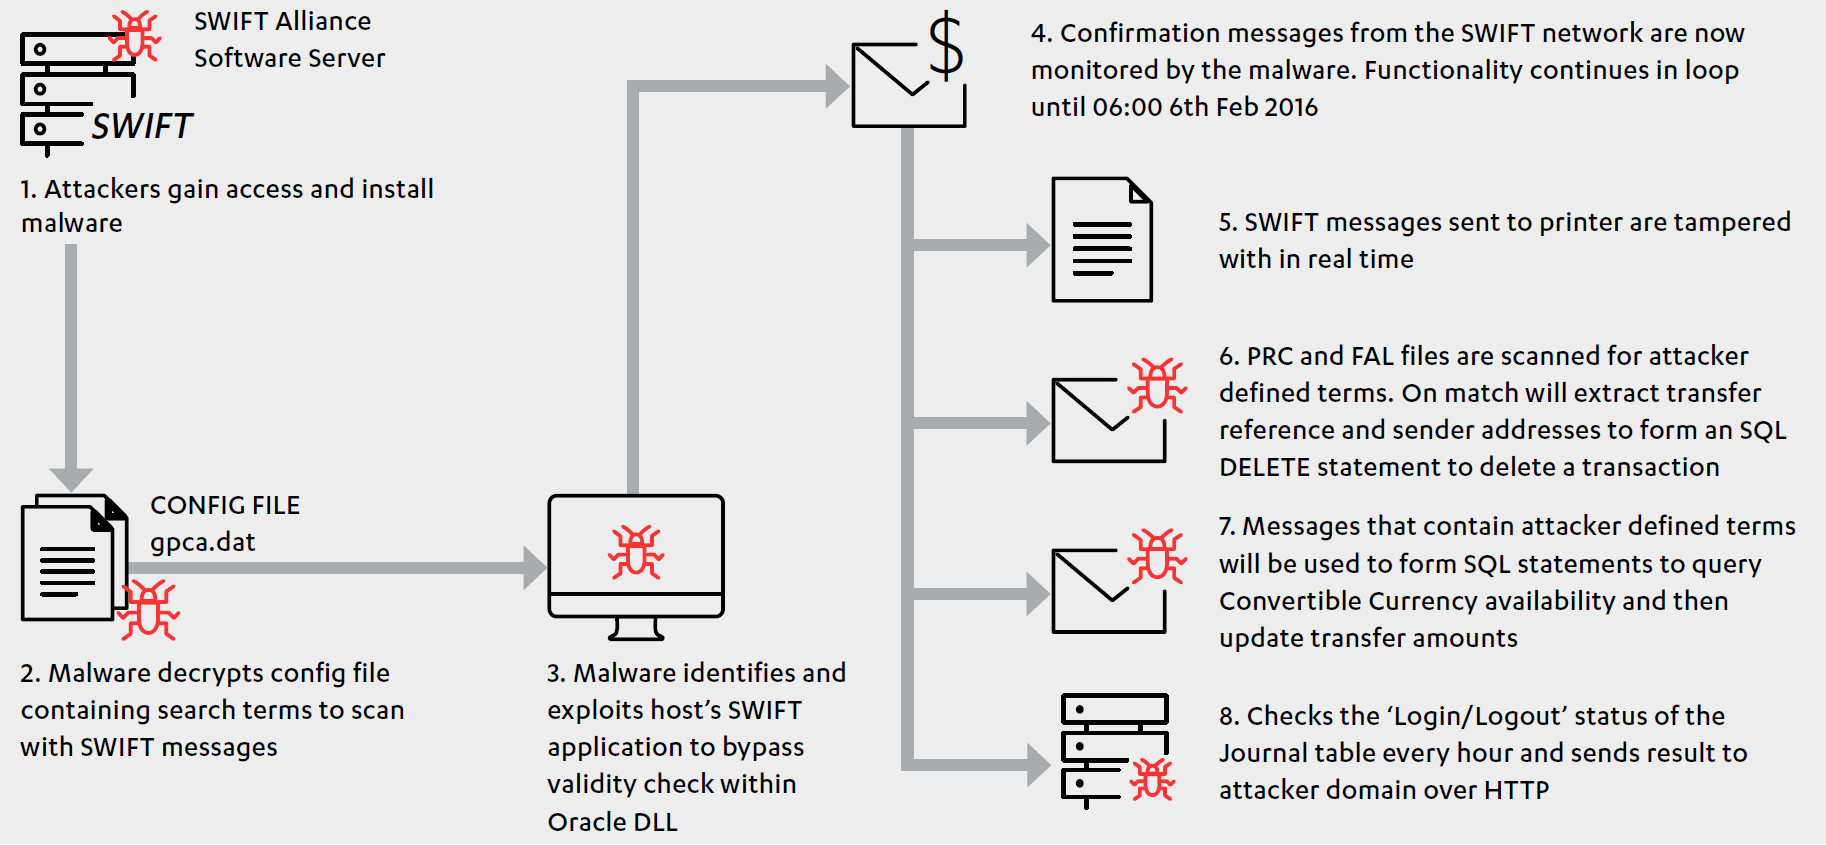 SWIFT Alliance
Software Server
SWIFT
1. Attackers gain access and install
malware
CONFIG FILE
gpca.dat
2. Malware decrypts config file
containing search terms to scan
with SWIFT messages
3. Malware identifies and
exploits host’s SWIFT
application to bypass
validity check within
Oracle DLL
$
4. Confirmation messages from the SWIFT network are now
monitored by the malware. Functionality continues in loop
until 06:00 6th Feb 2016
5. SWIFT messages sent to printer are tampered
with in real time
6. PRC and FAL files are scanned for attacker
defined terms. On match will extract transfer
reference and sender addresses to form an SQL
DELETE statement to delete a transaction
7. Messages that contain attacker defined terms
will be used to form SQL statements to query
Convertible Currency availability and then
update transfer amounts
8. Checks the ‘Login/Logout’ status of the
Journal table every hour and sends result to
attacker domain over HTTP